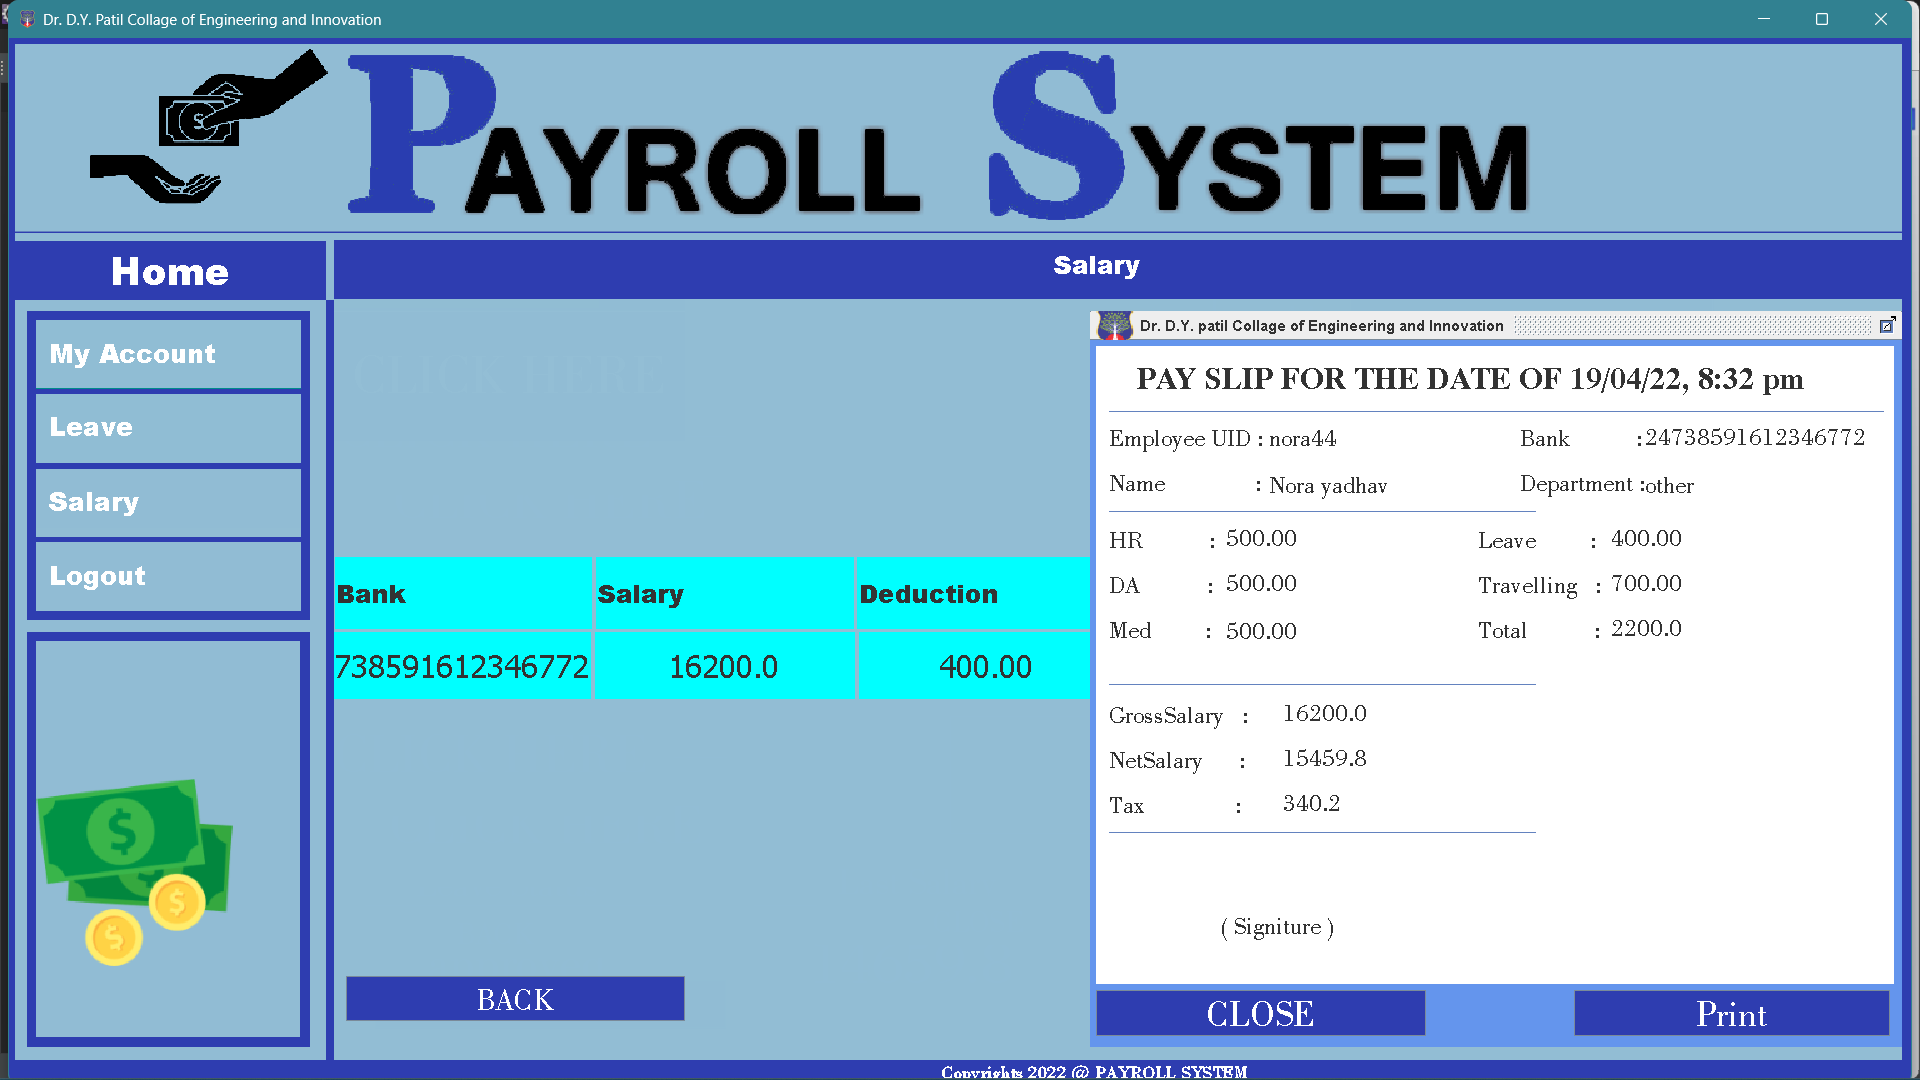 Dr. D.Y. Patil Collage of Engineering and Innovation
PAYROLL SYSTEM
Home
Salary
My Account
Leave
Salary
Logout
CLICK HERE
Bank Salary Deduction
738591612346772 16200.0 400.00
BACK
Dr. D.Y. patil Collage of Engineering and Innovation
PAY SLIP FOR THE DATE OF 19/04/22, 8:32 pm
Employee UID : nora44 Bank :24738591612346772
Name : Nora yadhav Department :other
HR : 500.00 Leave : 400.00
DA : 500.00 Travelling : 700.00
Med : 500.00 Total : 2200.0
GrossSalary : 16200.0
NetSalary : 15459.8
Tax : 340.2
( Signiture )
CLOSE Print
Copyrights 2022 @ PAYROLL SYSTEM